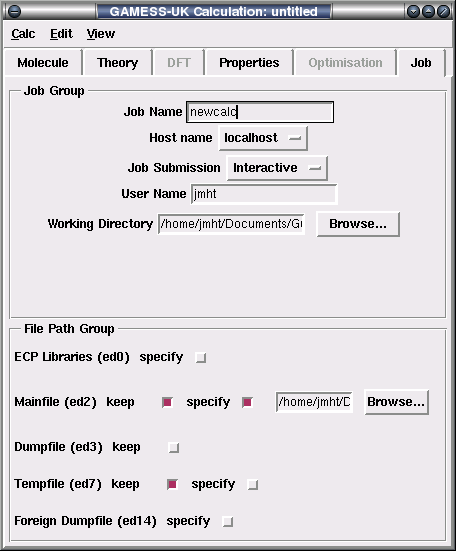 GAMESS-UK Calculation: untitled
Calc Edit View
Molecule Theory DFT Properties Optimisation Job
Job Group
Job Name newcalc
Host name localhost
Job Submission Interactive
User Name jmht
Working Directory /home/jmht/Documents/G Browse...
File Path Group
ECP Libraries (ed0) specify
Mainfile (ed2) keep specify /home/jmht/D Browse...
Dumpfile (ed3) keep
Tempfile (ed7) keep specify
Foreign Dumpfile (ed14) specify